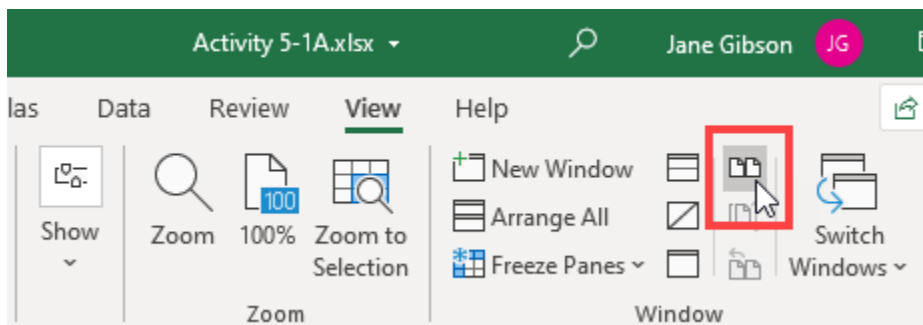 Activity 5-1A.xlsx
Jane Gibson JG
las Data Review View Help
Show
Zoom
100
100%
Zoom to
Selection
Zoom
New Window
Arrange All
Freeze Panes
Switch
Windows
Window